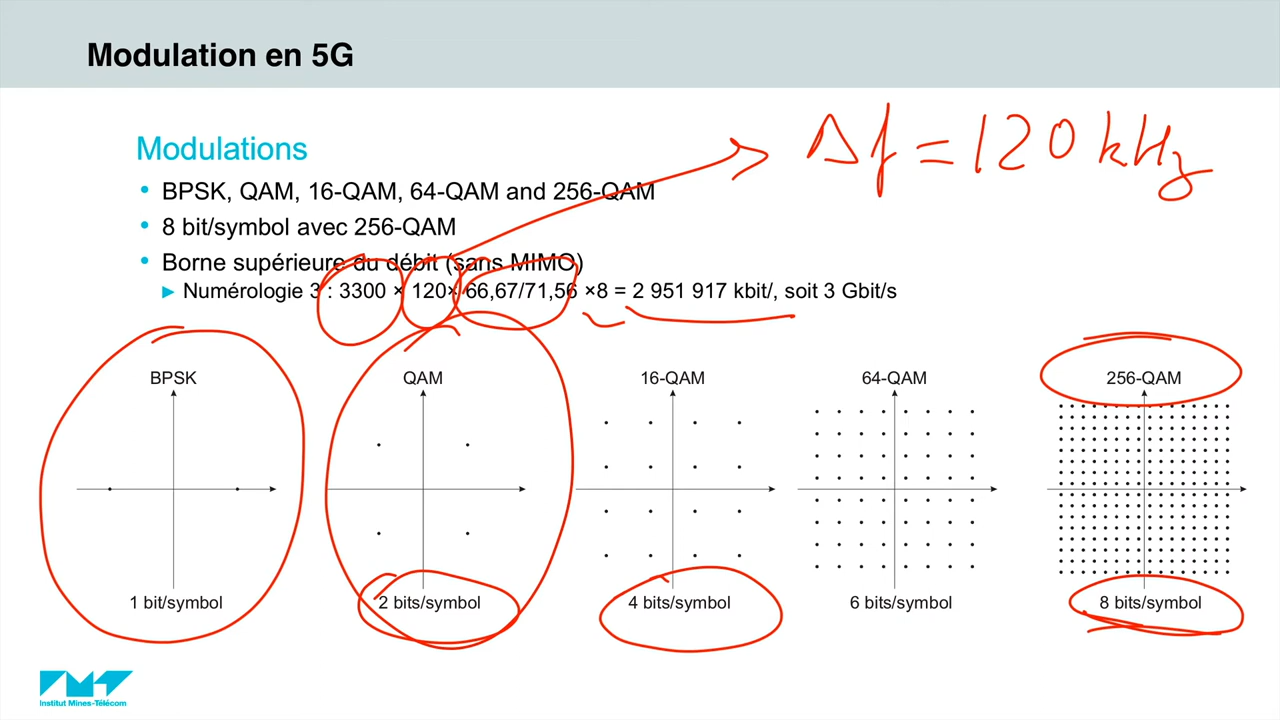 Modulation en 5G
Modulations
Δf = 120 kHz
• BPSK, QAM, 16-QAM, 64-QAM and 256-QAM
• 8 bit/symbol avec 256-QAM
• Borne supérieure du débit (sans MIMO)
► Numérologie 3 : 3300 × 120× 66,67/71,56 ×8 = 2 951 917 kbit/, soit 3 Gbit/s
BPSK
QAM
16-QAM
64-QAM
256-QAM
1 bit/symbol
2 bits/symbol
4 bits/symbol
6 bits/symbol
8 bits/symbol
IMT
Institut Mines-Télécom